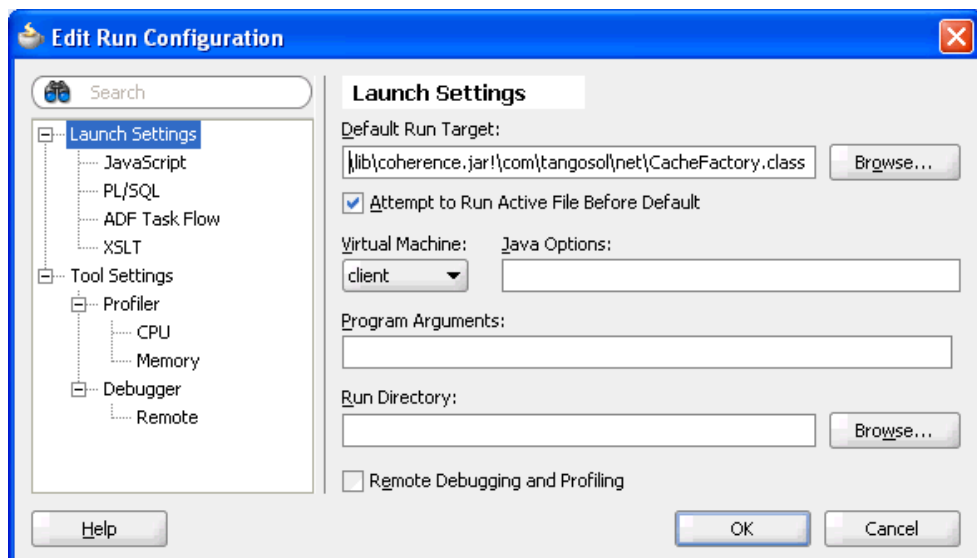 Edit Run Configuration
Search
Launch Settings
JavaScript
PL/SQL
ADF Task Flow
XSLT
Tool Settings
Profiler
CPU
Memory
Debugger
Remote
Launch Settings
Default Run Target:
\lib\coherence.jar!\com\tangosol\net\CacheFactory.class
Browse...
Attempt to Run Active File Before Default
Virtual Machine:
Java Options:
client
Program Arguments:
Run Directory:
Browse...
Remote Debugging and Profiling
Help
OK
Cancel